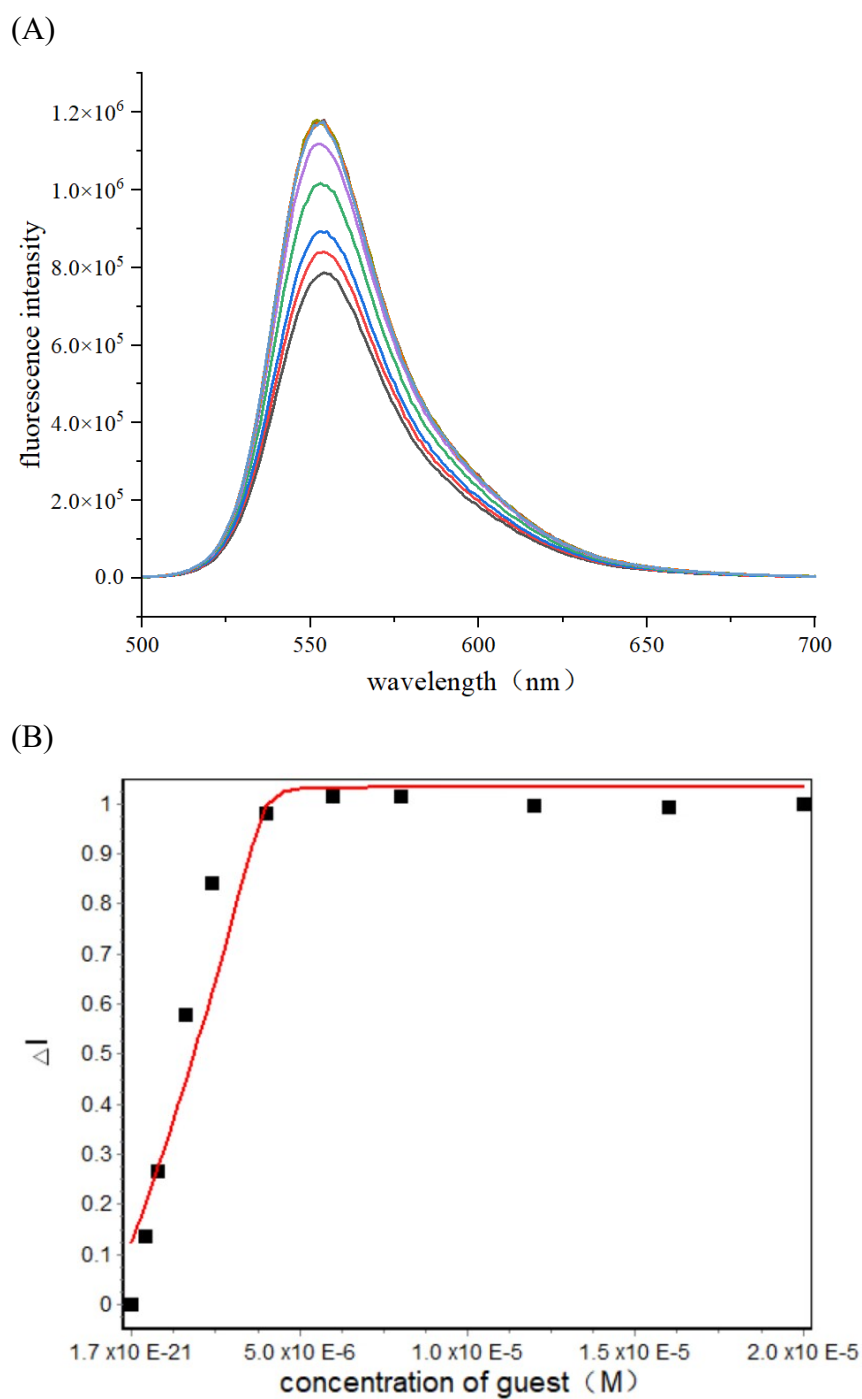 (A)
1.2×10⁶
1.0×10⁶
8.0×10⁵
6.0×10⁵
4.0×10⁵
2.0×10⁵
0.0
fluorescence intensity
500
550
600
650
700
wavelength（nm）
(B)
1
0.9
0.8
0.7
0.6
0.5
0.4
0.3
0.2
0.1
0
△I
1.7 x10 E-21
5.0 x10 E-6
1.0 x10 E-5
1.5 x10 E-5
2.0 x10 E-5
concentration of guest（M）